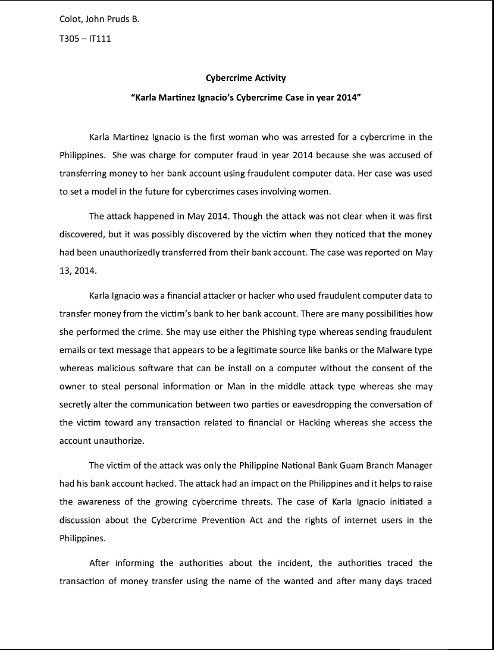 Colot, John Pruds B.
T305 – IT111
Cybercrime Activity
“Karla Martinez Ignacio’s Cybercrime Case in year 2014”
Karla Martinez Ignacio is the first woman who was arrested for a cybercrime in the
Philippines. She was charge for computer fraud in year 2014 because she was accused of
transferring money to her bank account using fraudulent computer data. Her case was used
to set a model in the future for cybercrimes cases involving women.
The attack happened in May 2014. Though the attack was not clear when it was first
discovered, but it was possibly discovered by the victim when they noticed that the money
had been unauthorizedly transferred from their bank account. The case was reported on May
13, 2014.
Karla Ignacio was a financial attacker or hacker who used fraudulent computer data to
transfer money from the victim’s bank to her bank account. There are many possibilities how
she performed the crime. She may use either the Phishing type whereas sending fraudulent
emails or text message that appears to be a legitimate source like banks or the Malware type
whereas malicious software that can be install on a computer without the consent of the
owner to steal personal information or Man in the middle attack type whereas she may
secretly alter the communication between two parties or eavesdropping the conversation of
the victim toward any transaction related to financial or Hacking whereas she access the
account unauthorize.
The victim of the attack was only the Philippine National Bank Guam Branch Manager
had his bank account hacked. The attack had an impact on the Philippines and it helps to raise
the awareness of the growing cybercrime threats. The case of Karla Ignacio initiated a
discussion about the Cybercrime Prevention Act and the rights of internet users in the
Philippines.
After informing the authorities about the incident, the authorities traced the
transaction of money transfer using the name of the wanted and after many days traced